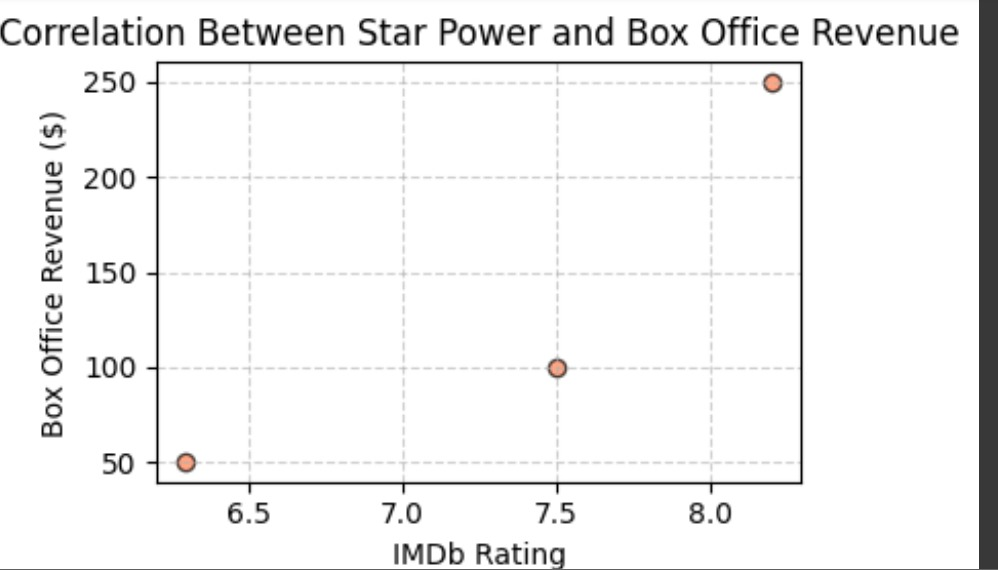 Correlation Between Star Power and Box Office Revenue
Box Office Revenue ($)
250
200
150
100
50
6.5 7.0 7.5 8.0
IMDb Rating